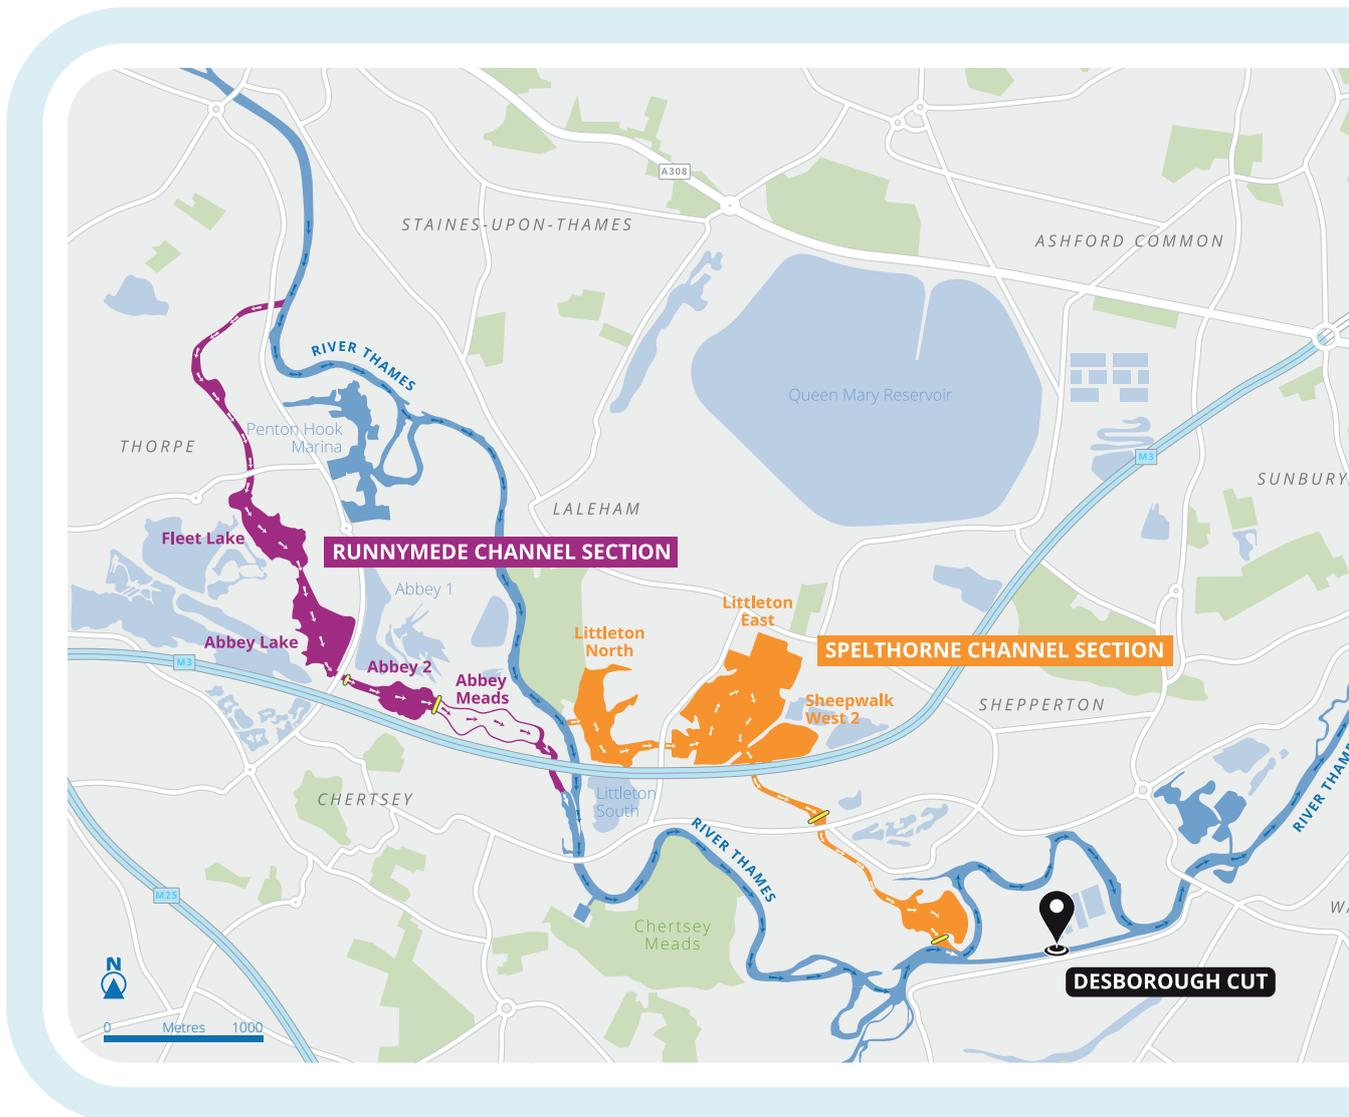 A308
STAINES-UPON-THAMES
ASHFORD COMMON
RIVER THAMES
Queen Mary Reservoir
Penton Hook
Marina
THORPE
M3
SUNBURY
LALEHAM
Fleet Lake
RUNNYMEDE CHANNEL SECTION
Abbey 1
Littleton
East
Littleton
North
Abbey Lake
SPELTHORNE CHANNEL SECTION
M3
Abbey 2
Abbey
Meads
Sheepwalk
West 2
SHEPPERTON
CHERTSEY
Littleton
South
RIVER THAMES
RIVER THAM
M25
Chertsey
Meads
WA
N
DESBOROUGH CUT
0 Metres 1000